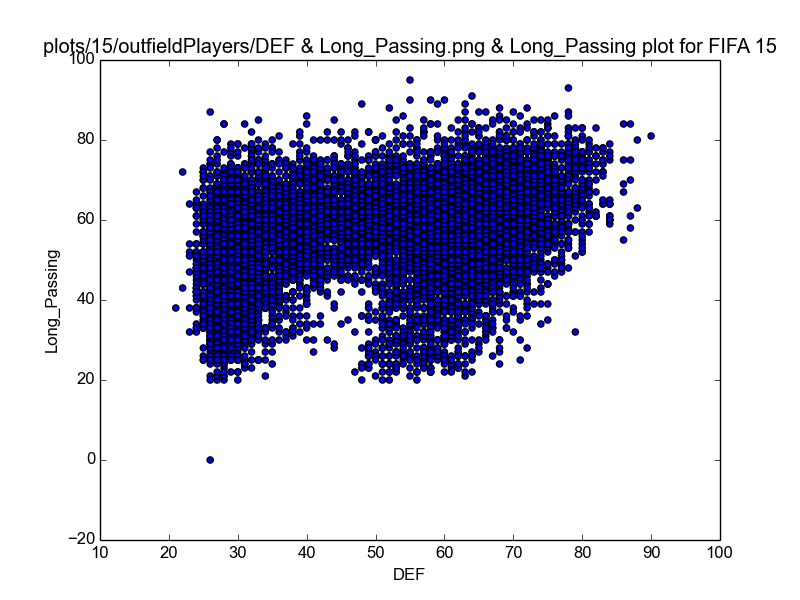 plots/15/outfieldPlayers/DEF & Long_Passing.png & Long_Passing plot for FIFA 15
100
80
60
40
20
0
−20
Long_Passing
10 20 30 40 50 60 70 80 90 100
DEF